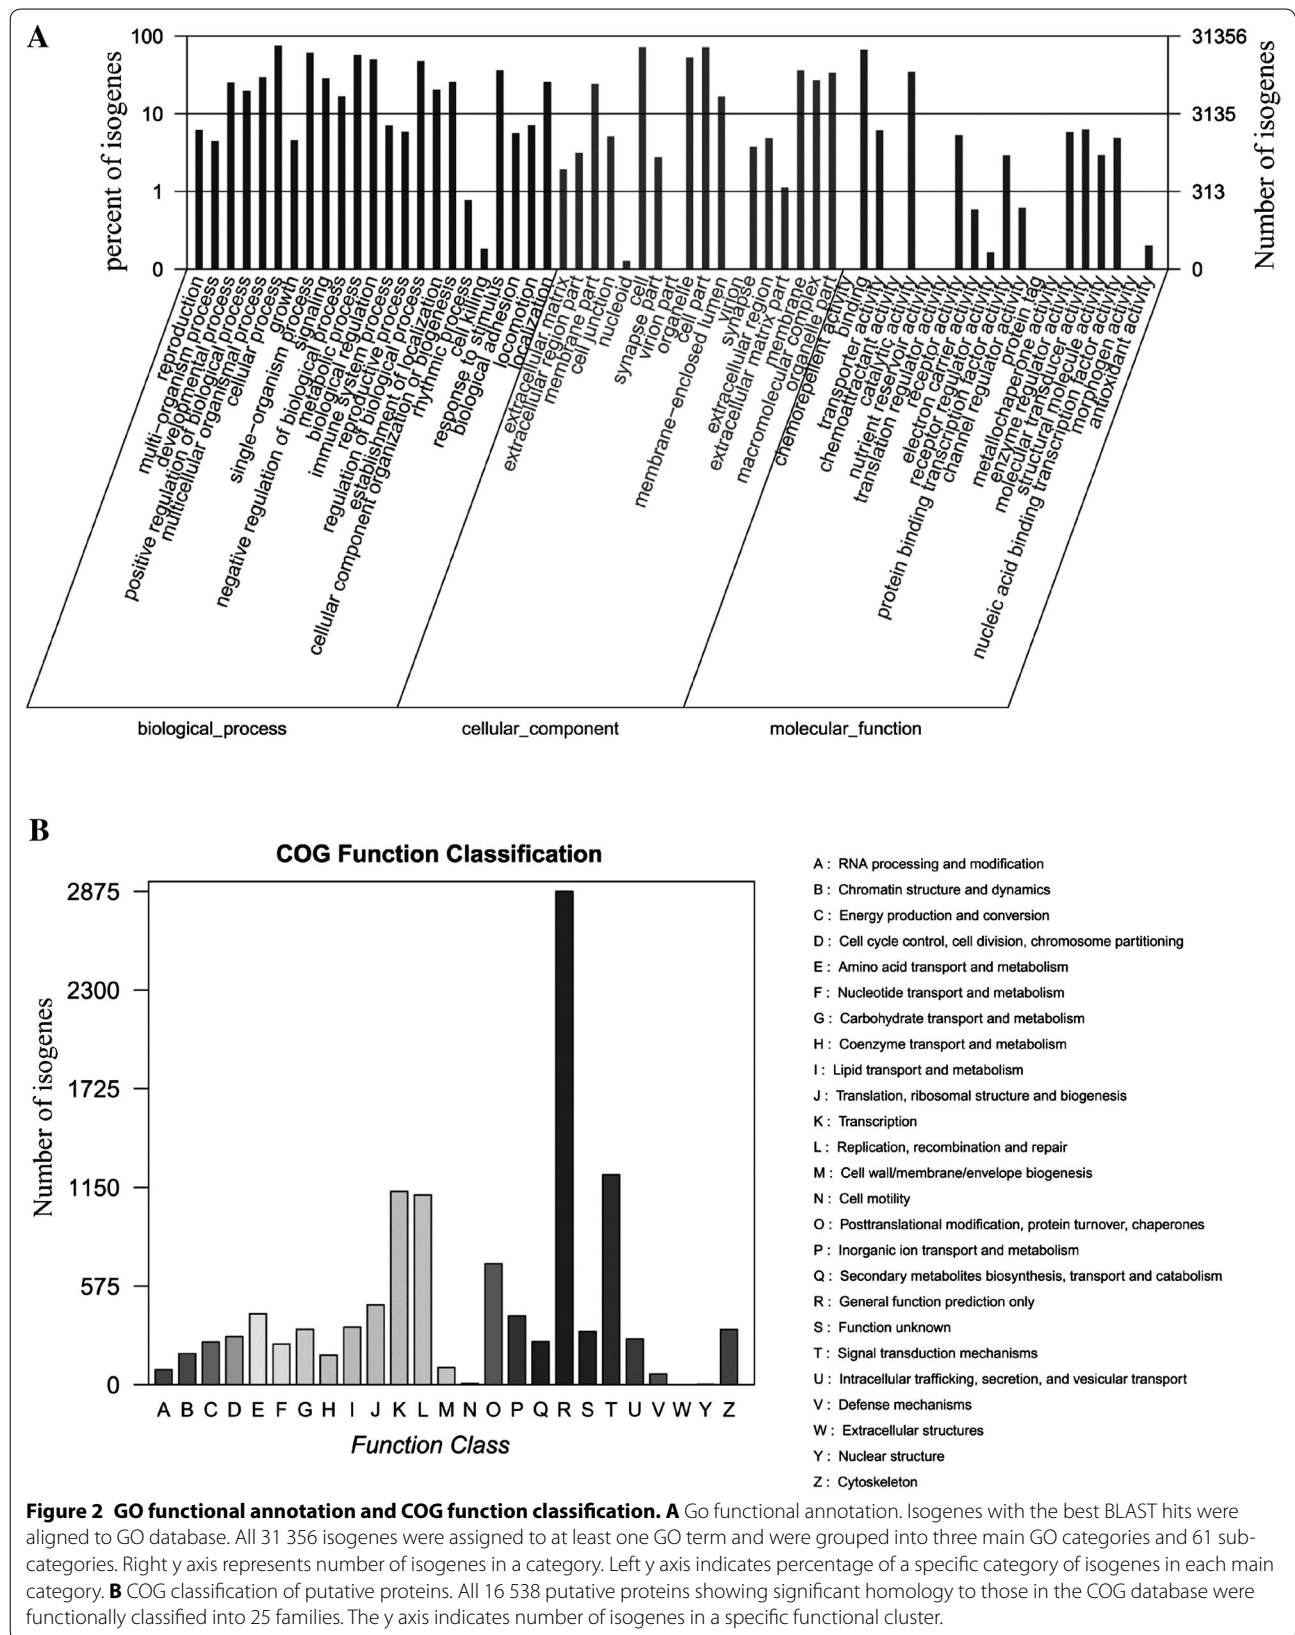 A
percent of isogenes
100
10
1
0
31356
3135
313
0
Number of isogenes
reproduction
multi-organism process
developmental process
positive regulation of biological process
multicellular organismal process
cellular process
growth
single-organism process
signaling
negative regulation of biological process
metabolic process
biological regulation
immune system process
reproductive process
regulation of biological process
establishment of localization
cellular component organization or biogenesis
rhythmic process
cell killing
response to stimulus
biological adhesion
locomotion
localization
extracellular matrix
extracellular region part
membrane part
cell junction
nucleoid
cell
synapse part
virion part
organelle
cell part
membrane-enclosed lumen
virion
synapse
extracellular region
extracellular matrix part
membrane
macromolecular complex
organelle part
chemorepellent activity
binding
transporter activity
chemoattractant activity
catalytic activity
nutrient reservoir activity
translation regulator activity
receptor activity
electron carrier activity
receptor regulator activity
protein binding transcription factor activity
channel regulator activity
protein tag
metallochaperone activity
enzyme regulator activity
molecular transducer activity
structural molecule activity
nucleic acid binding transcription factor activity
morphogen activity
antioxidant activity
biological_process
cellular_component
molecular_function
B
COG Function Classification
Number of isogenes
2875
2300
1725
1150
575
0
A B C D E F G H I J K L M N O P Q R S T U V W Y Z
Function Class
A : RNA processing and modification
B : Chromatin structure and dynamics
C : Energy production and conversion
D : Cell cycle control, cell division, chromosome partitioning
E : Amino acid transport and metabolism
F : Nucleotide transport and metabolism
G : Carbohydrate transport and metabolism
H : Coenzyme transport and metabolism
I : Lipid transport and metabolism
J : Translation, ribosomal structure and biogenesis
K : Transcription
L : Replication, recombination and repair
M : Cell wall/membrane/envelope biogenesis
N : Cell motility
O : Posttranslational modification, protein turnover, chaperones
P : Inorganic ion transport and metabolism
Q : Secondary metabolites biosynthesis, transport and catabolism
R : General function prediction only
S : Function unknown
T : Signal transduction mechanisms
U : Intracellular trafficking, secretion, and vesicular transport
V : Defense mechanisms
W : Extracellular structures
Y : Nuclear structure
Z : Cytoskeleton
Figure 2 GO functional annotation and COG function classification. A Go functional annotation. Isogenes with the best BLAST hits were
aligned to GO database. All 31 356 isogenes were assigned to at least one GO term and were grouped into three main GO categories and 61 sub-
categories. Right y axis represents number of isogenes in a category. Left y axis indicates percentage of a specific category of isogenes in each main
category. B COG classification of putative proteins. All 16 538 putative proteins showing significant homology to those in the COG database were
functionally classified into 25 families. The y axis indicates number of isogenes in a specific functional cluster.